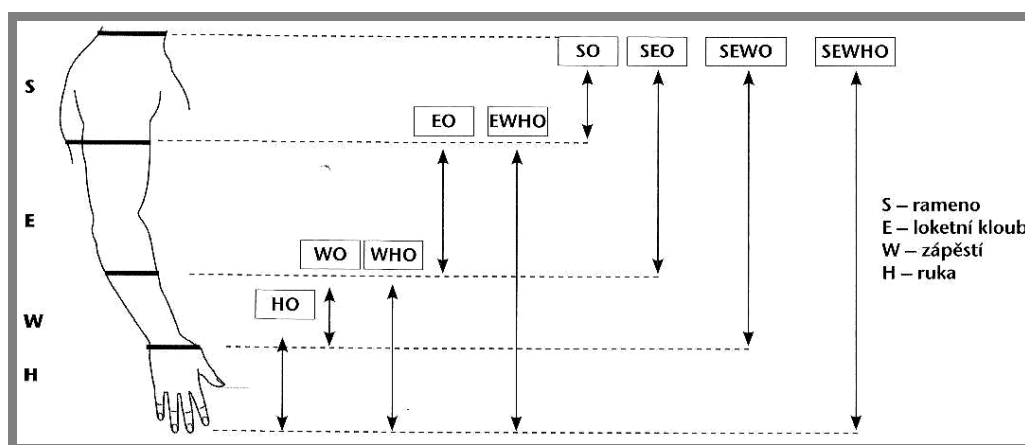 SO SEO SEWO SEWHO
S
EO EWHO
S – rameno
E – loketní kloub
W – zápěstí
H – ruka
E
WO WHO
HO
W
H